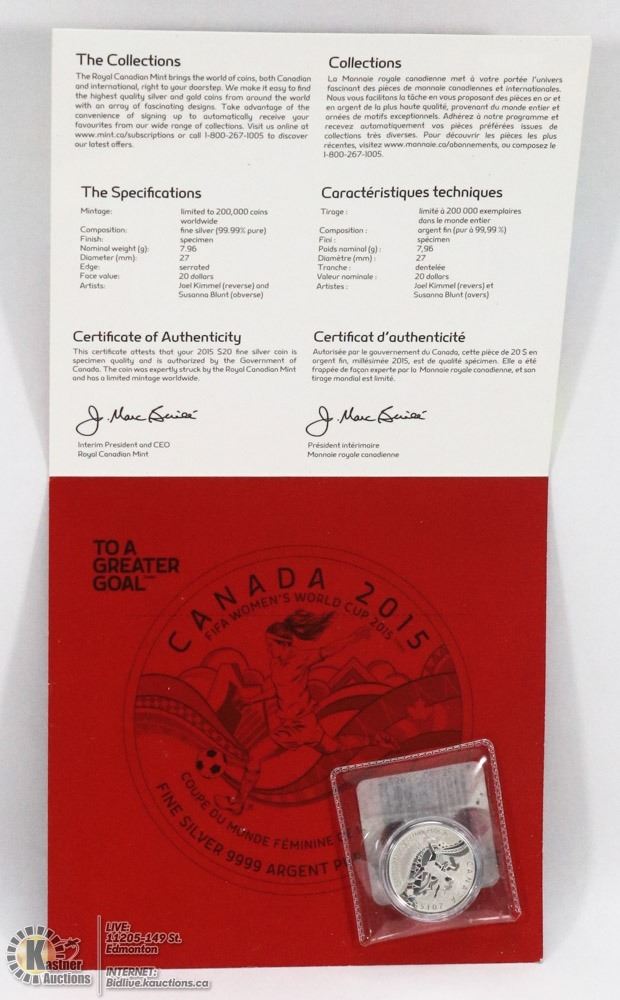 The Collections
The Royal Canadian Mint brings the world of coins, both Canadian
and international, right to your doorstep. We make it easy to find
the highest quality silver and gold coins from around the world
with an array of fascinating designs. Take advantage of the
convenience of signing up to automatically receive your
favourites from our wide range of collections. Visit us online at
www.mint.ca/subscriptions or call 1-800-267-1005 to discover
our latest offers.
Collections
La Monnaie royale canadienne met à votre portée l'univers
fascinant des pièces de monnaie canadiennes et internationales.
Nous vous facilitons la tâche en vous proposant des pièces en or et
en argent de la plus haute qualité, provenant du monde entier et
ornées de motifs exceptionnels. Adhérez à notre programme et
recevez automatiquement vos pièces préférées issues de
collections très diverses. Pour découvrir les pièces les plus
récentes, visitez www.monnaie.ca/abonnements, ou composez le
1-800-267-1005.
The Specifications
Mintage: limited to 200,000 coins
worldwide
Composition: fine silver (99.99% pure)
Finish: specimen
Nominal weight (g): 7.96
Diameter (mm): 27
Edge: serrated
Face value: 20 dollars
Artists: Joel Kimmel (reverse) and
Susanna Blunt (obverse)
Caractéristiques techniques
Tirage : limité à 200 000 exemplaires
dans le monde entier
Composition : argent fin (pur à 99,99 %)
Fini : spécimen
Poids nominal (g) : 7,96
Diamètre (mm) : 27
Tranche : dentelée
Valeur nominale : 20 dollars
Artistes : Joel Kimmel (revers) et
Susanna Blunt (avers)
Certificate of Authenticity
This certificate attests that your 2015 $20 fine silver coin is
specimen quality and is authorized by the Government of
Canada. The coin was expertly struck by the Royal Canadian Mint
and has a limited mintage worldwide.
Certificat d'authenticité
Autorisée par le gouvernement du Canada, cette pièce de 20 $ en
argent fin, millésimée 2015, est de qualité spécimen. Elle a été
frappée de façon experte par la Monnaie royale canadienne, et son
tirage mondial est limité.
J. Marc
Interim President and CEO
Royal Canadian Mint
J. Marc
Président intérimaire
Monnaie royale canadienne
TO A
GREATER
GOAL
CANADA 2015
FIFA WOMEN'S WORLD CUP 2015
COUPE DU MONDE FÉMININE DE
FINE SILVER 9999 ARGENT P
CANADA
2015
Kastner
Auctions
LIVE:
11205-149 St.
Edmonton
INTERNET:
Bidlive.kauctions.ca